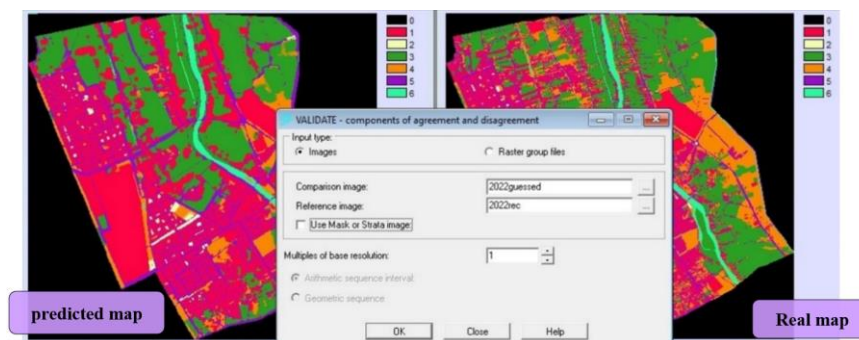 0
1
2
3
4
5
6
0
1
2
3
4
5
6
VALIDATE - components of agreement and disagreement
Input type:
Images
Raster group files
Comparison image:
2022guessed
...
Reference image:
2022rec
...
Use Mask or Strata image:
Multiples of base resolution:
1
Arithmetic sequence interval
Geometric sequence
OK
Close
Help
predicted map
Real map